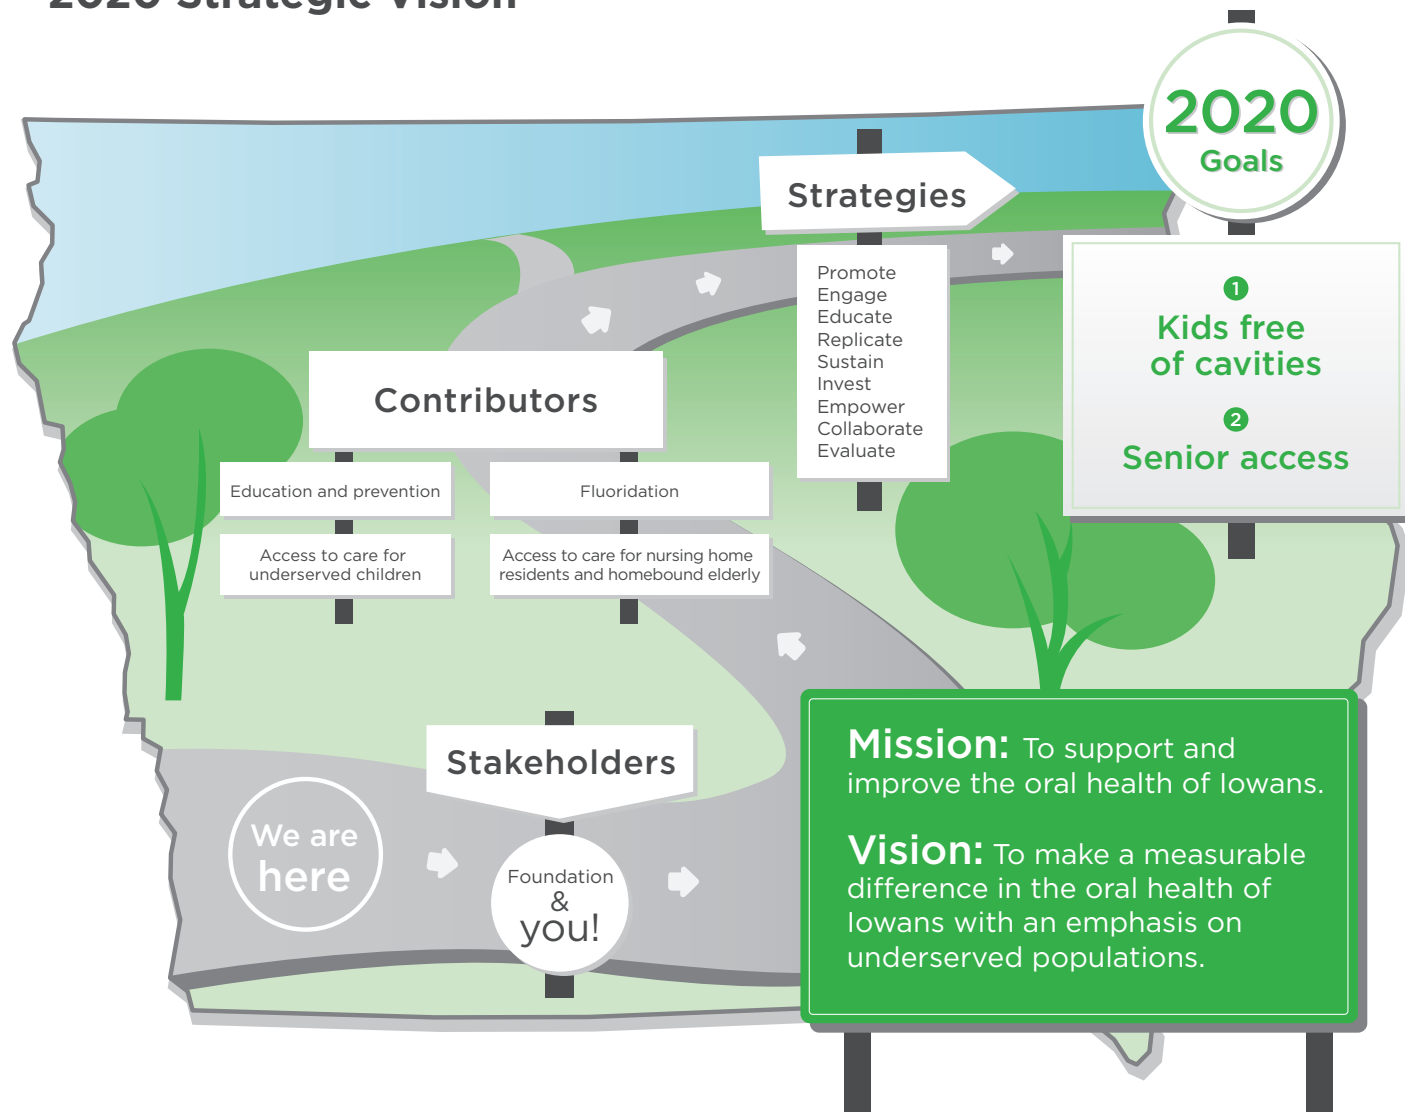 2020 Strategic Vision
2020
Goals
Strategies
Promote
Engage
Educate
Replicate
Sustain
Invest
Empower
Collaborate
Evaluate
1
Kids free
of cavities
2
Senior access
Contributors
Education and prevention
Fluoridation
Access to care for
underserved children
Access to care for nursing home
residents and homebound elderly
Stakeholders
We are
here
Foundation
&
you!
Mission: To support and
improve the oral health of Iowans.
Vision: To make a measurable
difference in the oral health of
Iowans with an emphasis on
underserved populations.